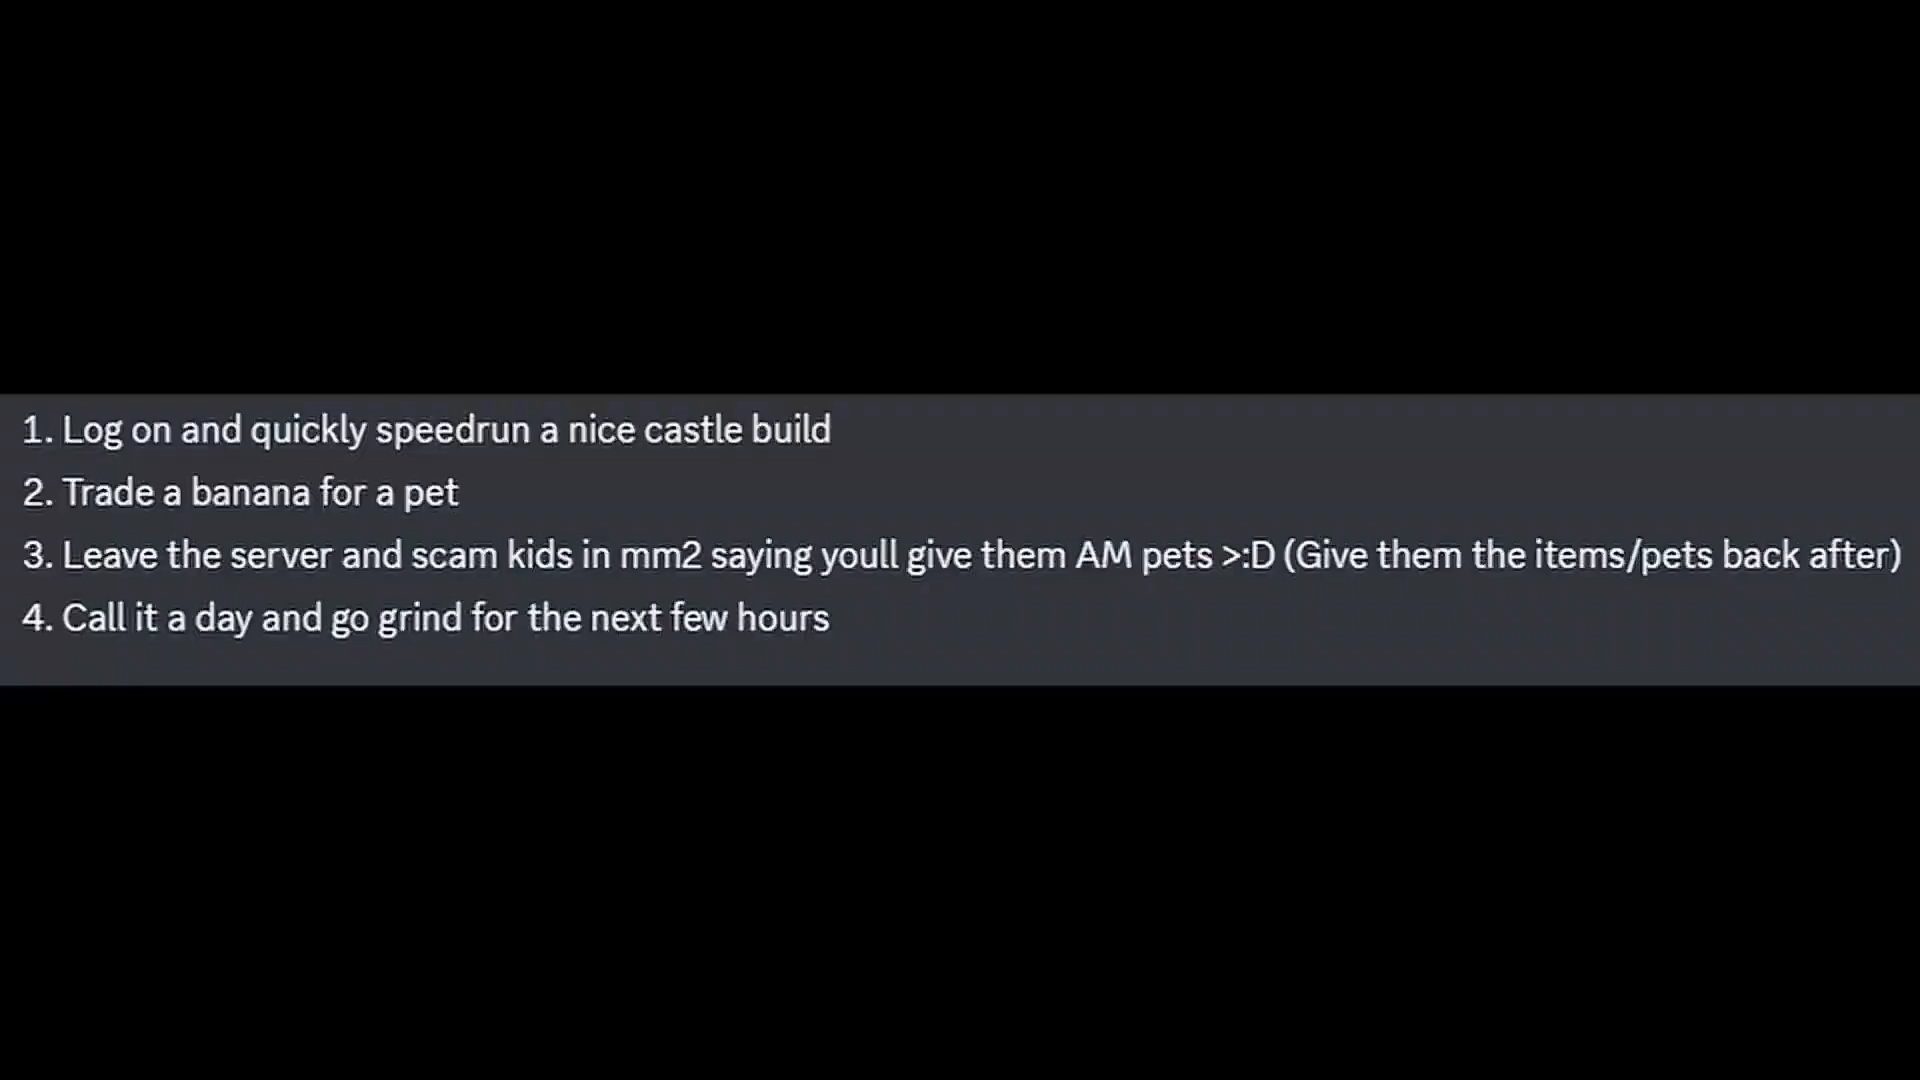 1. Log on and quickly speedrun a nice castle build
2. Trade a banana for a pet
3. Leave the server and scam kids in mm2 saying youll give them AM pets >:D (Give them the items/pets back after)
4. Call it a day and go grind for the next few hours